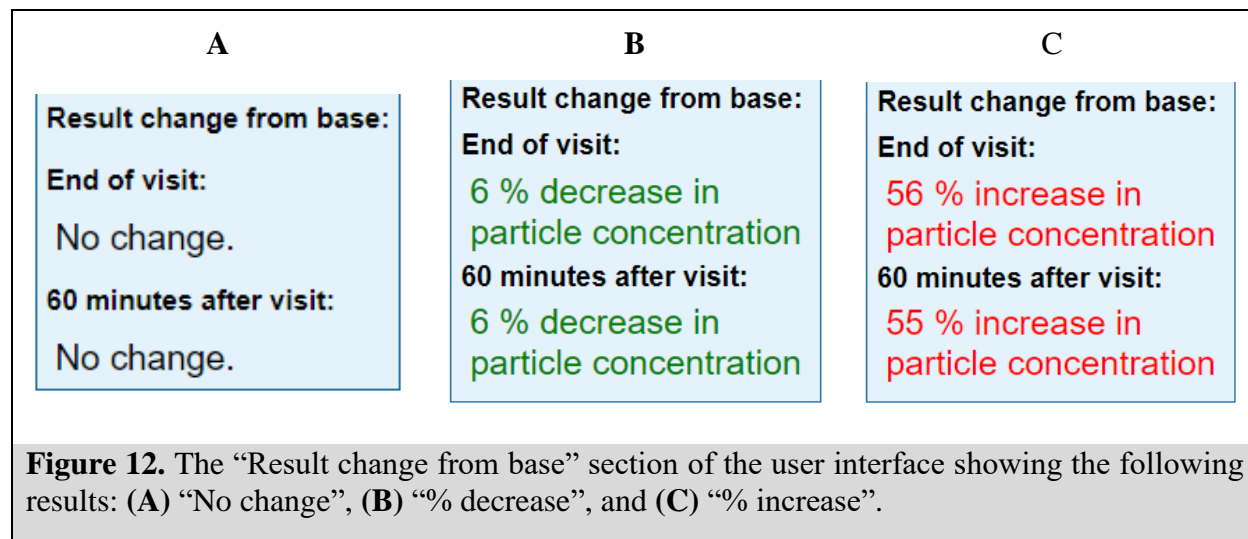 A
Result change from base:
End of visit:
No change.
60 minutes after visit:
No change.
B
Result change from base:
End of visit:
6 % decrease in
particle concentration
60 minutes after visit:
6 % decrease in
particle concentration
C
Result change from base:
End of visit:
56 % increase in
particle concentration
60 minutes after visit:
55 % increase in
particle concentration
Figure 12. The “Result change from base” section of the user interface showing the following
results: (A) “No change”, (B) “% decrease”, and (C) “% increase”.